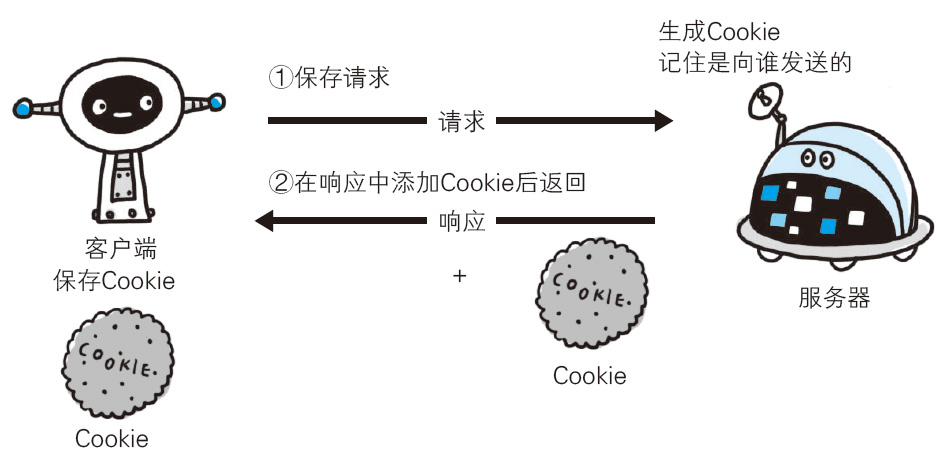 生成Cookie
记住是向谁发送的
①保存请求
请求
②在响应中添加Cookie后返回
响应
+
客户端
保存Cookie
COOKIE.
Cookie
COOKIE.
Cookie
服务器